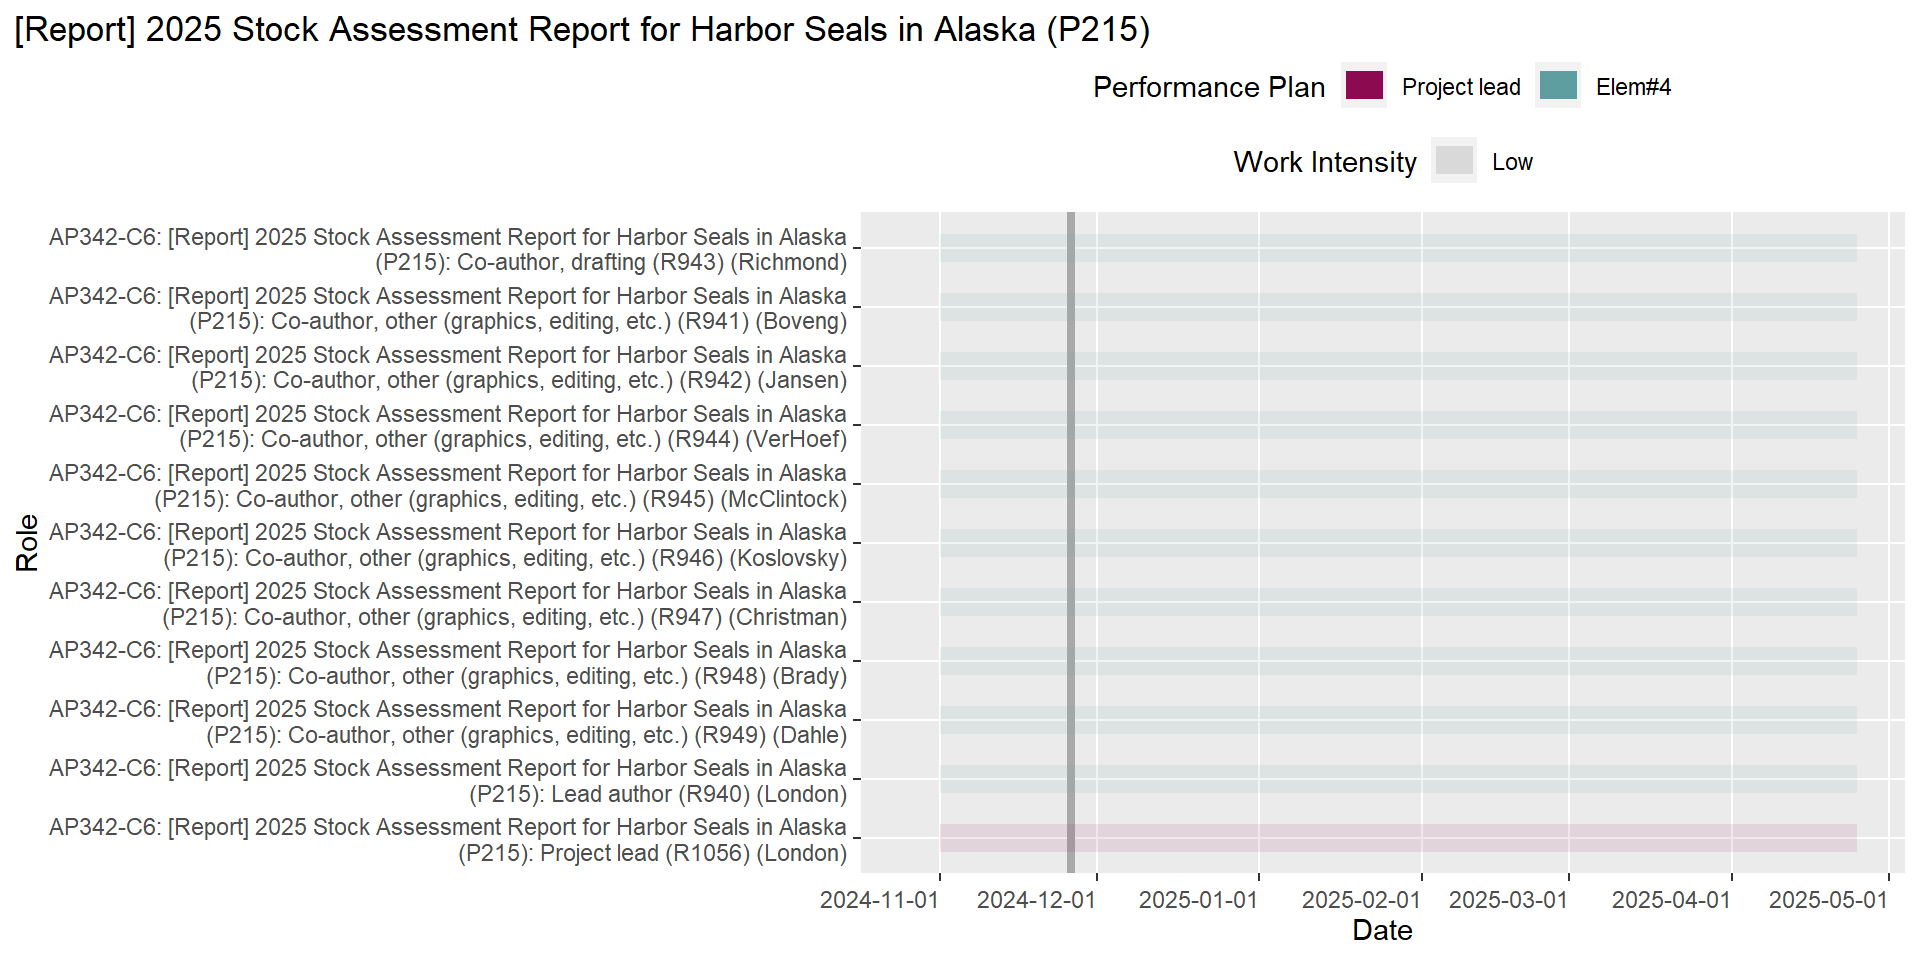 [Report] 2025 Stock Assessment Report for Harbor Seals in Alaska (P215)
Performance Plan Project lead Elem#4
Work Intensity Low
AP342-C6: [Report] 2025 Stock Assessment Report for Harbor Seals in Alaska
(P215): Co-author, drafting (R943) (Richmond)
AP342-C6: [Report] 2025 Stock Assessment Report for Harbor Seals in Alaska
(P215): Co-author, other (graphics, editing, etc.) (R941) (Boveng)
AP342-C6: [Report] 2025 Stock Assessment Report for Harbor Seals in Alaska
(P215): Co-author, other (graphics, editing, etc.) (R942) (Jansen)
AP342-C6: [Report] 2025 Stock Assessment Report for Harbor Seals in Alaska
(P215): Co-author, other (graphics, editing, etc.) (R944) (VerHoef)
AP342-C6: [Report] 2025 Stock Assessment Report for Harbor Seals in Alaska
(P215): Co-author, other (graphics, editing, etc.) (R945) (McClintock)
AP342-C6: [Report] 2025 Stock Assessment Report for Harbor Seals in Alaska
(P215): Co-author, other (graphics, editing, etc.) (R946) (Koslovsky)
AP342-C6: [Report] 2025 Stock Assessment Report for Harbor Seals in Alaska
(P215): Co-author, other (graphics, editing, etc.) (R947) (Christman)
AP342-C6: [Report] 2025 Stock Assessment Report for Harbor Seals in Alaska
(P215): Co-author, other (graphics, editing, etc.) (R948) (Brady)
AP342-C6: [Report] 2025 Stock Assessment Report for Harbor Seals in Alaska
(P215): Co-author, other (graphics, editing, etc.) (R949) (Dahle)
AP342-C6: [Report] 2025 Stock Assessment Report for Harbor Seals in Alaska
(P215): Lead author (R940) (London)
AP342-C6: [Report] 2025 Stock Assessment Report for Harbor Seals in Alaska
(P215): Project lead (R1056) (London)
Role
2024-11-01 2024-12-01 2025-01-01 2025-02-01 2025-03-01 2025-04-01 2025-05-01
Date